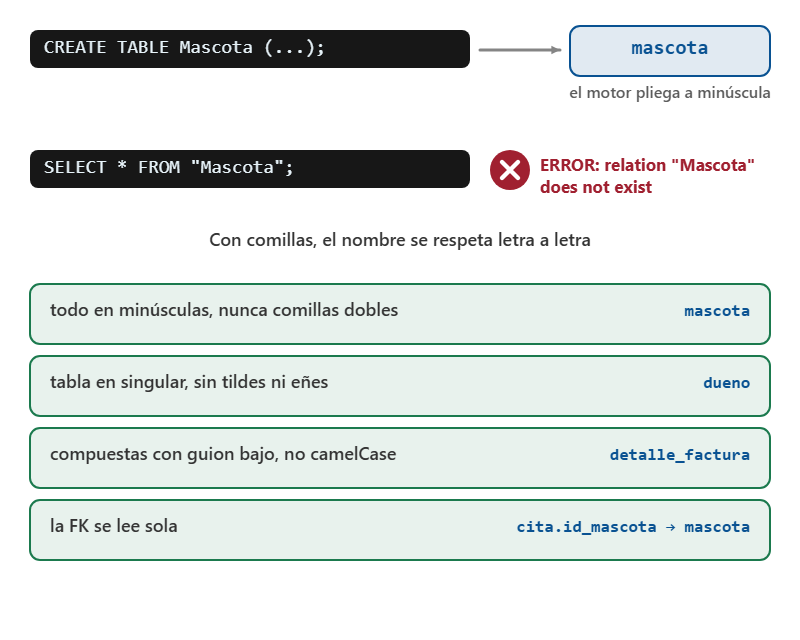 CREATE TABLE Mascota (...);
mascota
el motor pliega a minúscula
SELECT * FROM "Mascota";
ERROR: relation "Mascota"
does not exist
Con comillas, el nombre se respeta letra a letra
todo en minúsculas, nunca comillas dobles
mascota
tabla en singular, sin tildes ni eñes
dueno
compuestas con guion bajo, no camelCase
detalle_factura
la FK se lee sola
cita.id_mascota → mascota